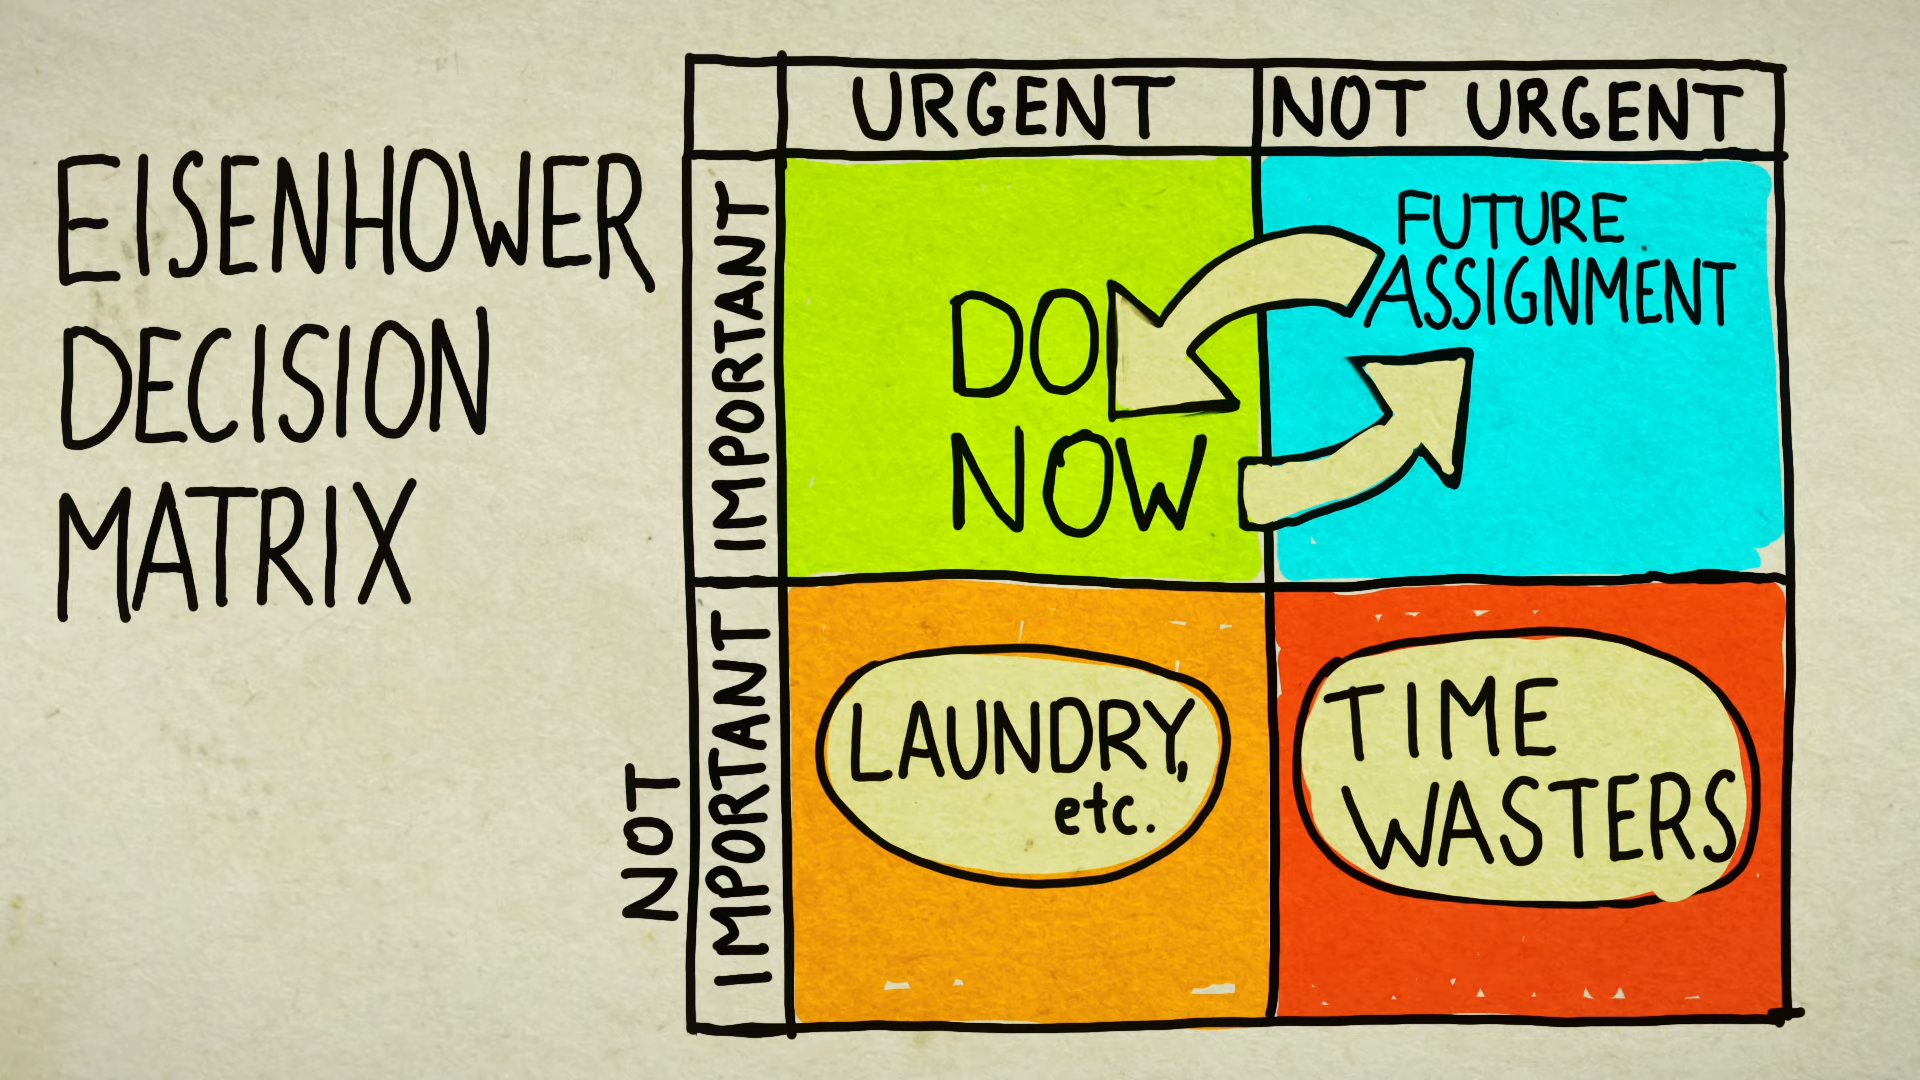 EISENHOWER
DECISION
MATRIX
URGENT
NOT URGENT
IMPORTANT
DO
NOW
FUTURE
ASSIGNMENT
NOT
IMPORTANT
LAUNDRY,
etc.
TIME
WASTERS